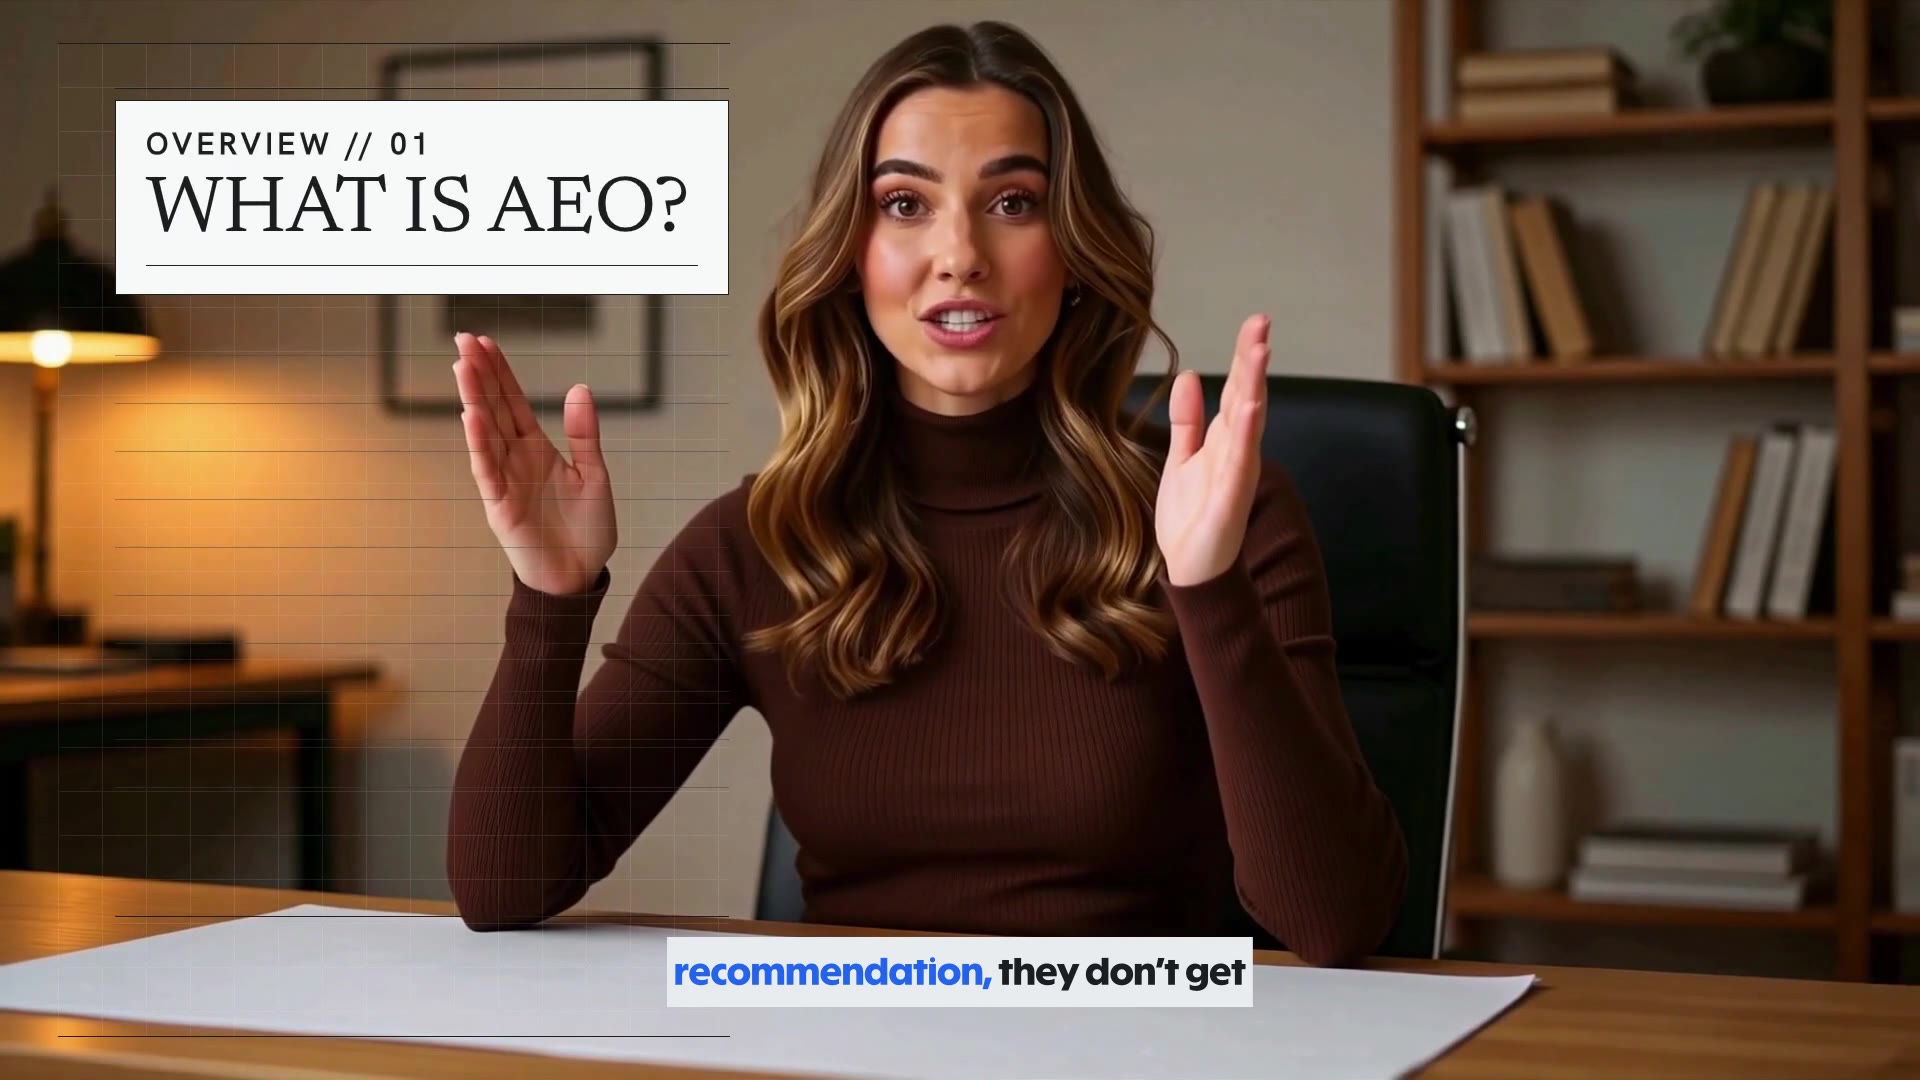 OVERVIEW // 01
WHAT IS AEO?
recommendation, they don't get